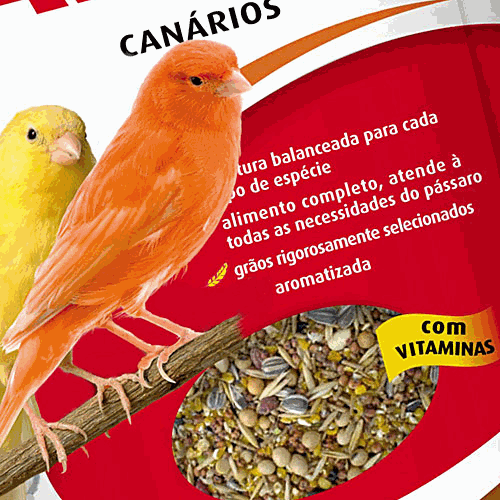 CANÁRIOS
balanceada para cada
de espécie
alimento completo, atende à
todas as necessidades do pássaro
grãos rigorosamente selecionados
aromatizada
com
VITAMINAS